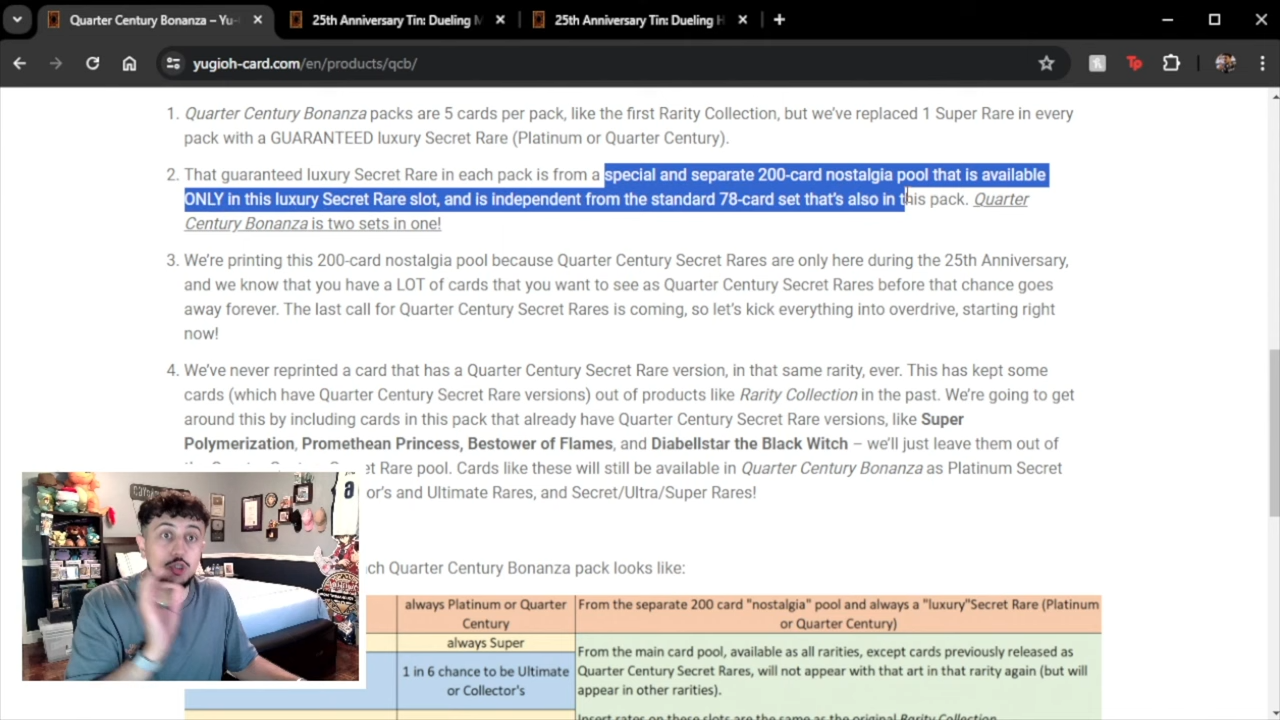 Quarter Century Bonanza – Yu-
25th Anniversary Tin: Dueling
25th Anniversary Tin: Dueling
yugioh-card.com/en/products/qcb/
1. Quarter Century Bonanza packs are 5 cards per pack, like the first Rarity Collection, but we've replaced 1 Super Rare in every
pack with a GUARANTEED luxury Secret Rare (Platinum or Quarter Century).
2. That guaranteed luxury Secret Rare in each pack is from a special and separate 200-card nostalgia pool that is available
ONLY in this luxury Secret Rare slot, and is independent from the standard 78-card set that's also in this pack. Quarter
Century Bonanza is two sets in one!
3. We're printing this 200-card nostalgia pool because Quarter Century Secret Rares are only here during the 25th Anniversary,
and we know that you have a LOT of cards that you want to see as Quarter Century Secret Rares before that chance goes
away forever. The last call for Quarter Century Secret Rares is coming, so let's kick everything into overdrive, starting right
now!
4. We've never reprinted a card that has a Quarter Century Secret Rare version, in that same rarity, ever. This has kept some
cards (which have Quarter Century Secret Rare versions) out of products like Rarity Collection in the past. We're going to get
around this by including cards in this pack that already have Quarter Century Secret Rare versions, like Super
Polymerization, Promethean Princess, Bestower of Flames, and Diabellstar the Black Witch – we'll just leave them out of
et Rare pool. Cards like these will still be available in Quarter Century Bonanza as Platinum Secret
or's and Ultimate Rares, and Secret/Ultra/Super Rares!
ch Quarter Century Bonanza pack looks like:
always Platinum or Quarter
Century
From the separate 200 card "nostalgia" pool and always a "luxury"Secret Rare (Platinum
or Quarter Century)
always Super
1 in 6 chance to be Ultimate
or Collector's
From the main card pool, available as all rarities, except cards previously released as
Quarter Century Secret Rares, will not appear with that art in that rarity again (but will
appear in other rarities).
Insert rates on these slots are the same as the original Rarity Collection